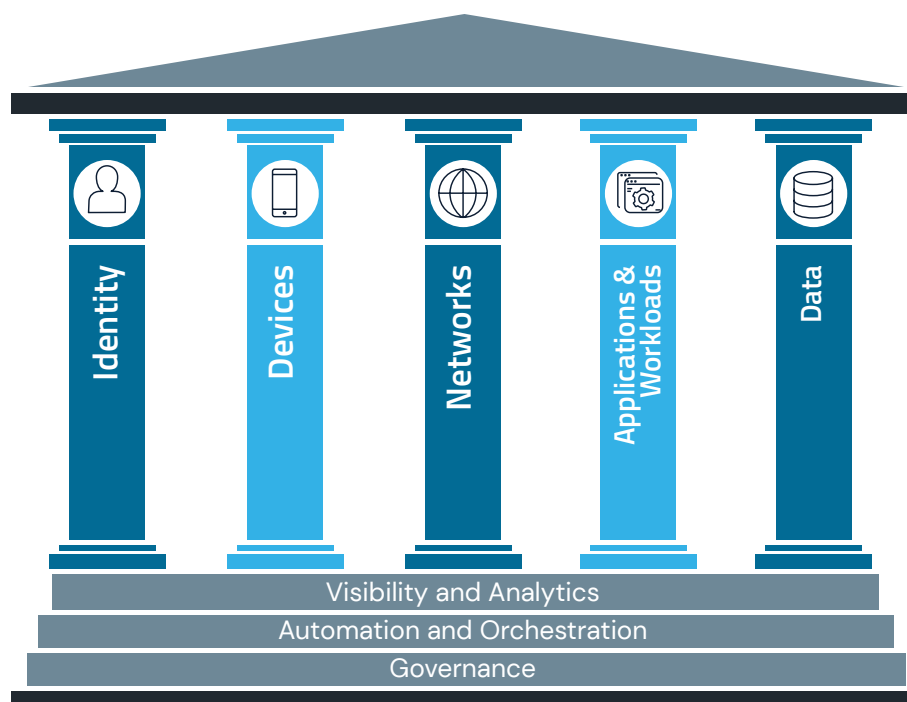 Identity
Devices
Networks
Applications &
Workloads
Data
Visibility and Analytics
Automation and Orchestration
Governance